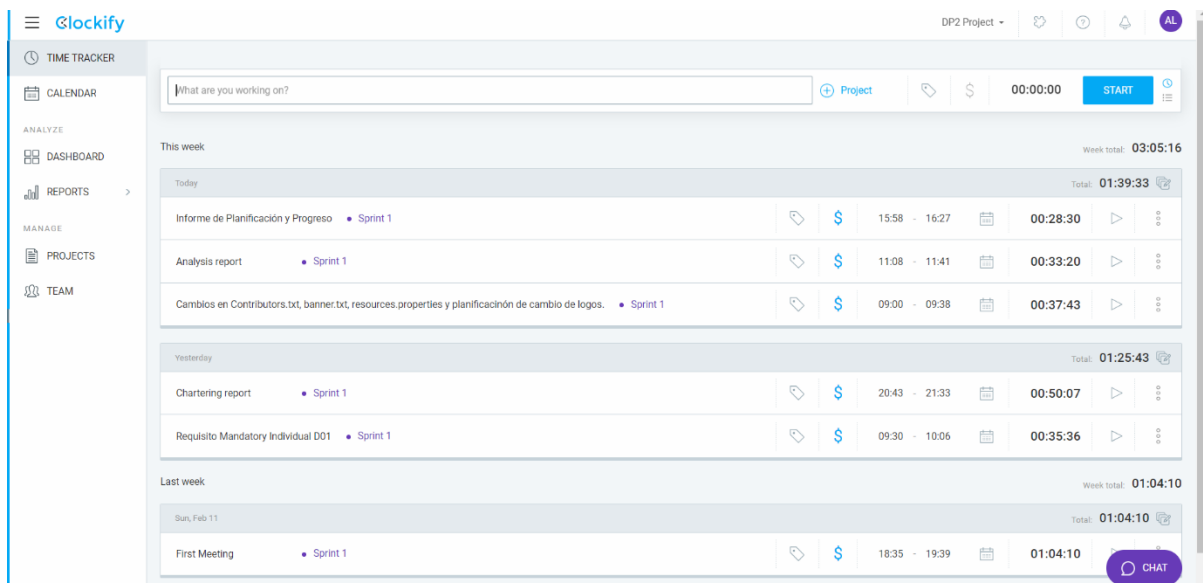 Clockify
DP2 Project
AL
TIME TRACKER
What are you working on?
Project
$
00:00:00
START
CALENDAR
ANALYZE
This week
Week total: 03:05:16
DASHBOARD
Today
Total: 01:39:33
REPORTS
Informe de Planificación y Progreso • Sprint 1 $ 15:58 - 16:27 00:28:30
MANAGE
PROJECTS
Analysis report • Sprint 1 $ 11:08 - 11:41 00:33:20
TEAM
Cambios en Contributors.txt, banner.txt, resources.properties y planificacinón de cambio de logos. • Sprint 1 $ 09:00 - 09:38 00:37:43
Yesterday
Total: 01:25:43
Chartering report • Sprint 1 $ 20:43 - 21:33 00:50:07
Requisito Mandatory Individual D01 • Sprint 1 $ 09:30 - 10:06 00:35:36
Last week
Week total: 01:04:10
Sun, Feb 11
Total: 01:04:10
First Meeting • Sprint 1 $ 18:35 - 19:39 01:04:10
CHAT